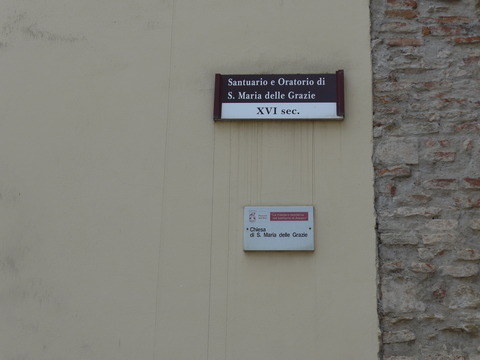 Santuario e Oratorio di
S. Maria delle Grazie
XVI sec.
Chiesa
di S. Maria delle Grazie